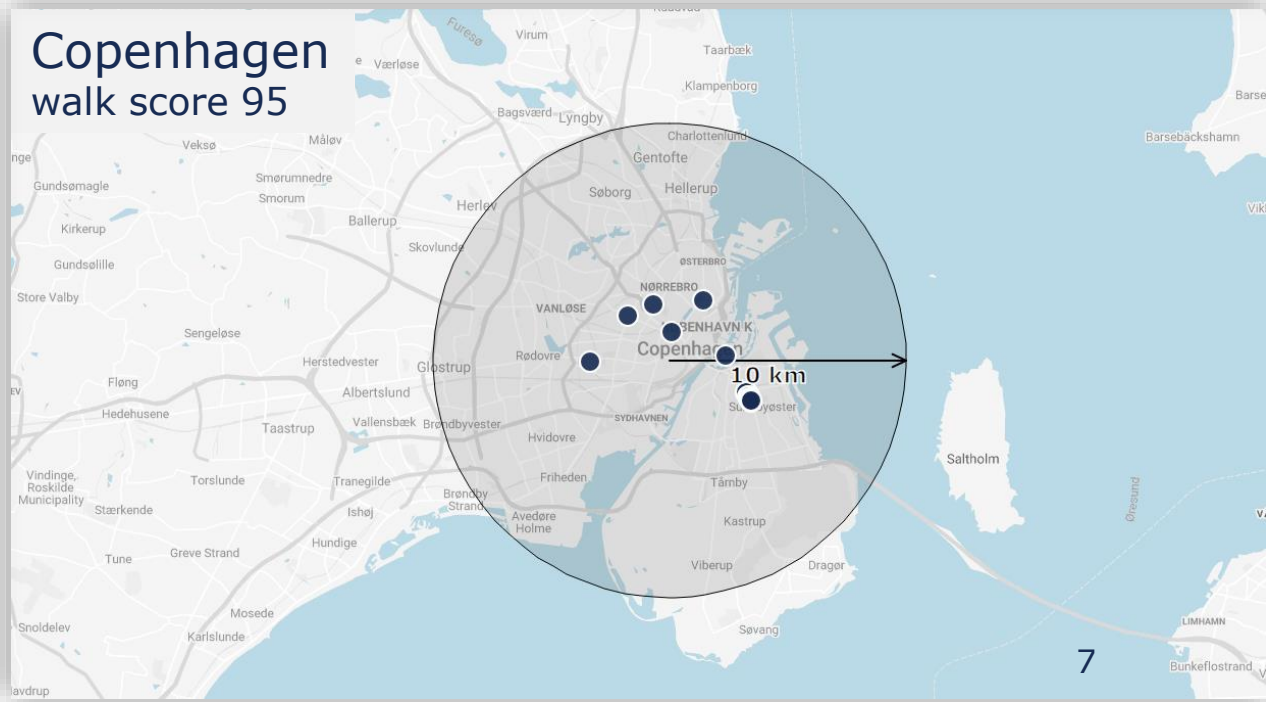 Copenhagen
walk score 95
Furesø
Virum
Taarbæk
Værløse
Klampenborg
Bagsværd
Lyngby
Charlottenlund
Barsebäckshamn
Måløv
Veksø
Gentofte
Smørumnedre
Smorum
Gundsømagle
Søborg
Hellerup
Herlev
Ballerup
Kirkerup
Skovlunde
Gundsølille
ØSTERBRO
NØRREBRO
Store Valby
VANLØSE
Sengeløse
Copenhagen
Rødovre
Herstedvester
Glostrup
10 km
Fløng
Albertslund
Hedehusene
Vallensbæk
Brøndbyvester
SYDHAVNEN
Taastrup
Hvidovre
Saltholm
Vindinge,
Roskilde
Municipality
Torslunde
Tranegilde
Friheden
Tårnby
Brøndby
Strand
Øresund
Stærkende
Ishøj
Avedøre
Holme
Kastrup
Hundige
Tune
Greve Strand
Viberup
Dragør
Mosede
LIMHAMN
Snoldelev
Karlslunde
Søvang
7
Bunkeflostrand